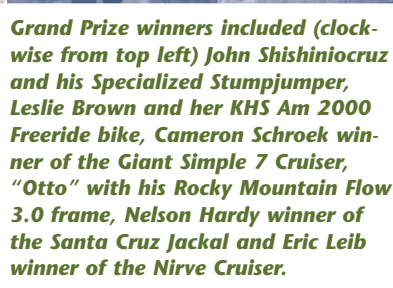 Grand Prize winners included (clock-
wise from top left) John Shishiniocruz
and his Specialized Stumpjumper,
Leslie Brown and her KHS Am 2000
Freeride bike, Cameron Schroek win-
ner of the Giant Simple 7 Cruiser,
“Otto” with his Rocky Mountain Flow
3.0 frame, Nelson Hardy winner of
the Santa Cruz Jackal and Eric Leib
winner of the Nirve Cruiser.